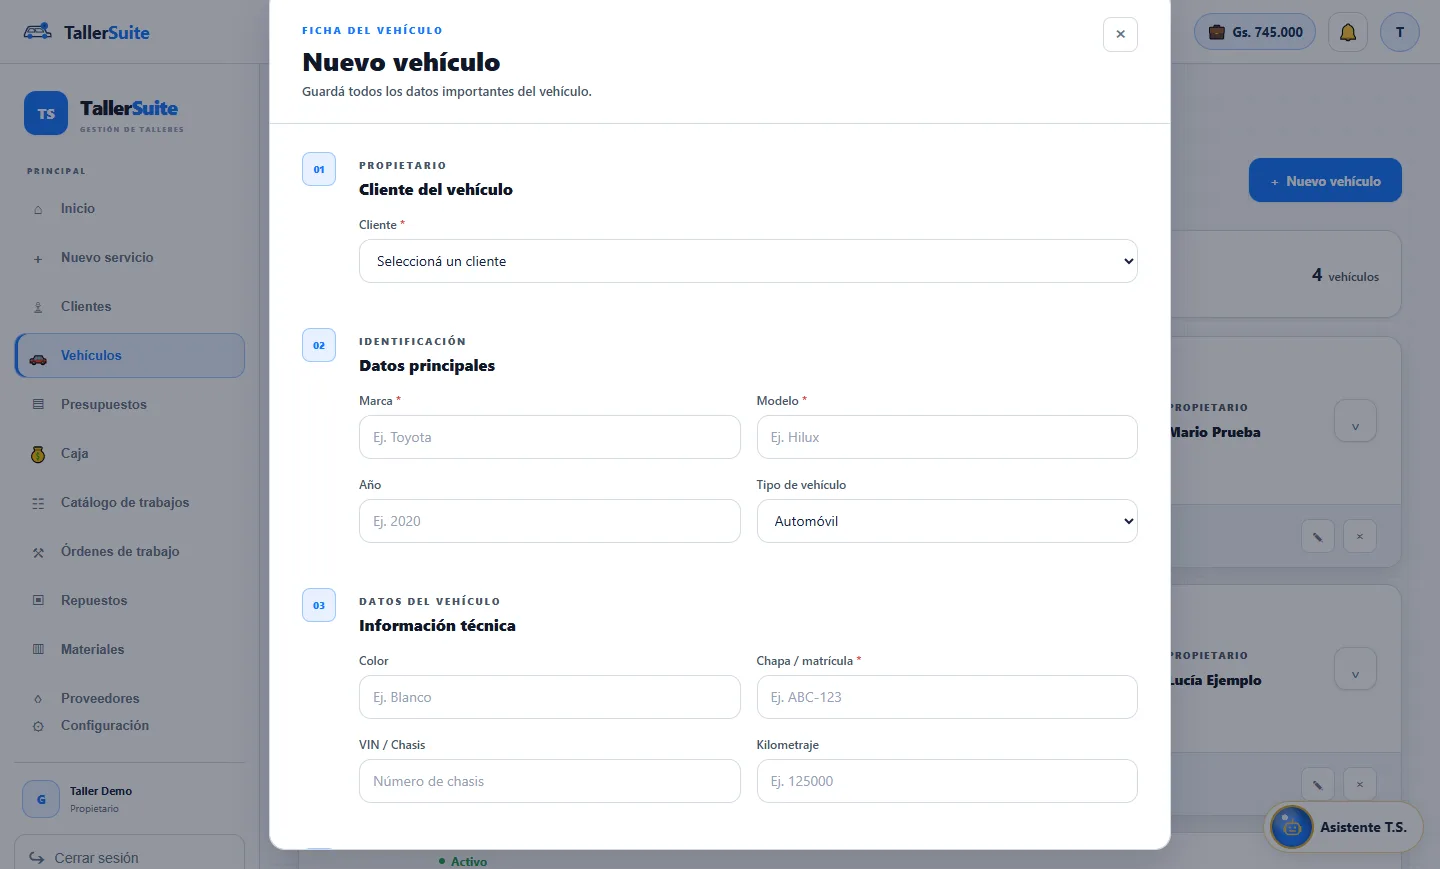 TallerSuite
Gs. 745.000
T
TS
TallerSuite
GESTIÓN DE TALLERES
PRINCIPAL
Inicio
Nuevo servicio
Clientes
Vehículos
Presupuestos
Caja
Catálogo de trabajos
Órdenes de trabajo
Repuestos
Materiales
Proveedores
Configuración
G
Taller Demo
Propietario
Cerrar sesión
FICHA DEL VEHÍCULO
Nuevo vehículo
Guardá todos los datos importantes del vehículo.
01
PROPIETARIO
Cliente del vehículo
Cliente *
Seleccioná un cliente
02
IDENTIFICACIÓN
Datos principales
Marca *
Ej. Toyota
Modelo *
Ej. Hilux
Año
Ej. 2020
Tipo de vehículo
Automóvil
03
DATOS DEL VEHÍCULO
Información técnica
Color
Ej. Blanco
Chapa / matrícula *
Ej. ABC-123
VIN / Chasis
Número de chasis
Kilometraje
Ej. 125000
+ Nuevo vehículo
4 vehículos
PROPIETARIO
Mario Prueba
PROPIETARIO
Lucía Ejemplo
Asistente T.S.
Activo